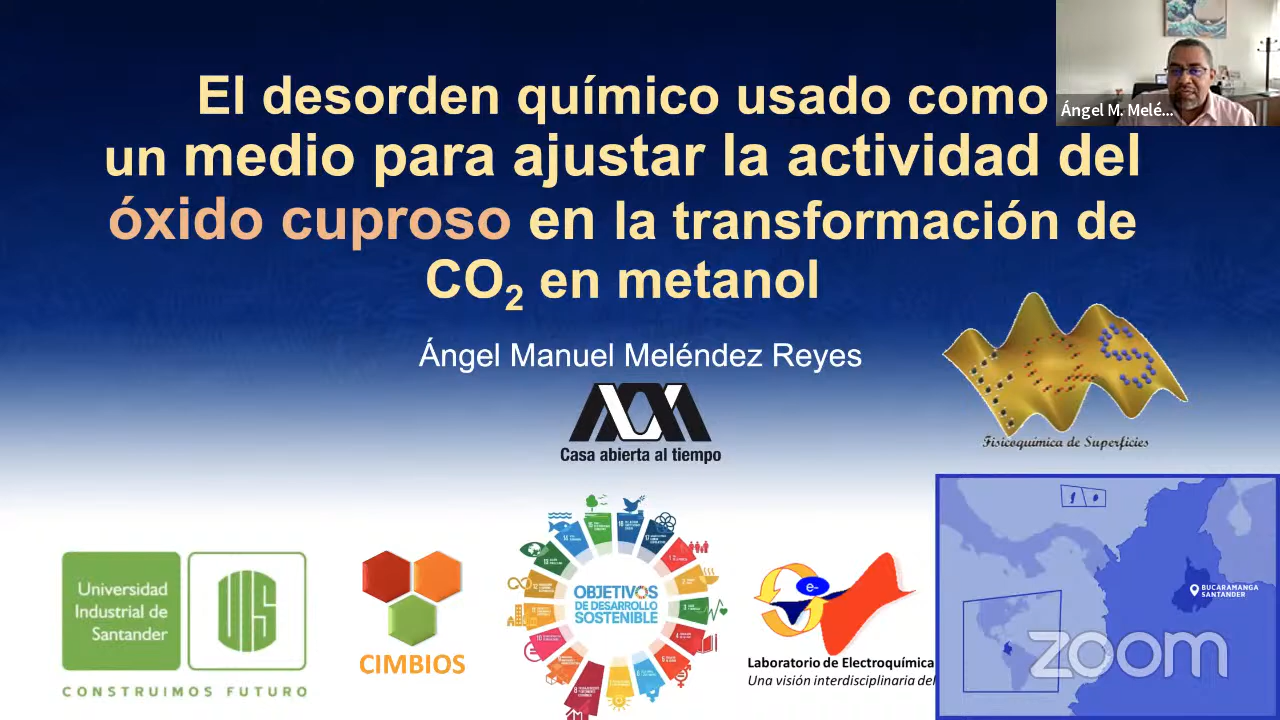 El desorden químico usado como
un medio para ajustar la actividad del
óxido cuproso en la transformación de
CO₂ en metanol
Ángel M. Melé...
Ángel Manuel Meléndez Reyes
Casa abierta al tiempo
Fisicoquímica de Superficies
Universidad
Industrial de
Santander
UIS
CONSTRUIMOS FUTURO
CIMBIOS
OBJETIVOS
DE DESARROLLO
SOSTENIBLE
e-
Laboratorio de Electroquímica
Una visión interdisciplinaria del
BUCARAMANGA
SANTANDER
zoom